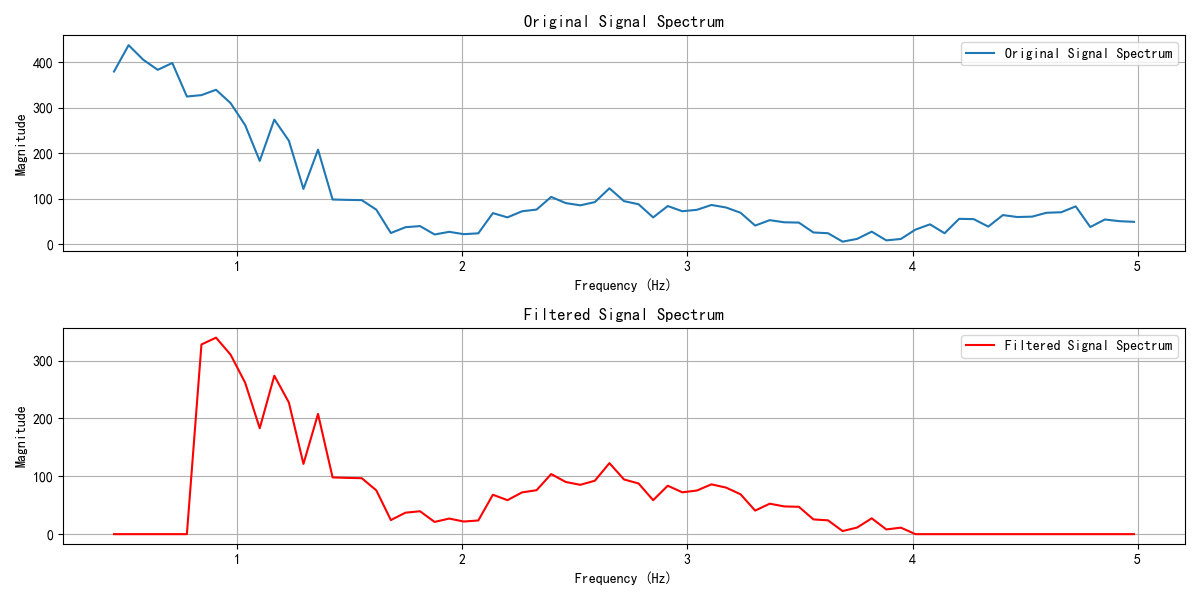 Original Signal Spectrum
Original Signal Spectrum
400
300
200
100
0
Magnitude
1 2 3 4 5
Frequency (Hz)
Filtered Signal Spectrum
Filtered Signal Spectrum
300
200
100
0
Magnitude
1 2 3 4 5
Frequency (Hz)